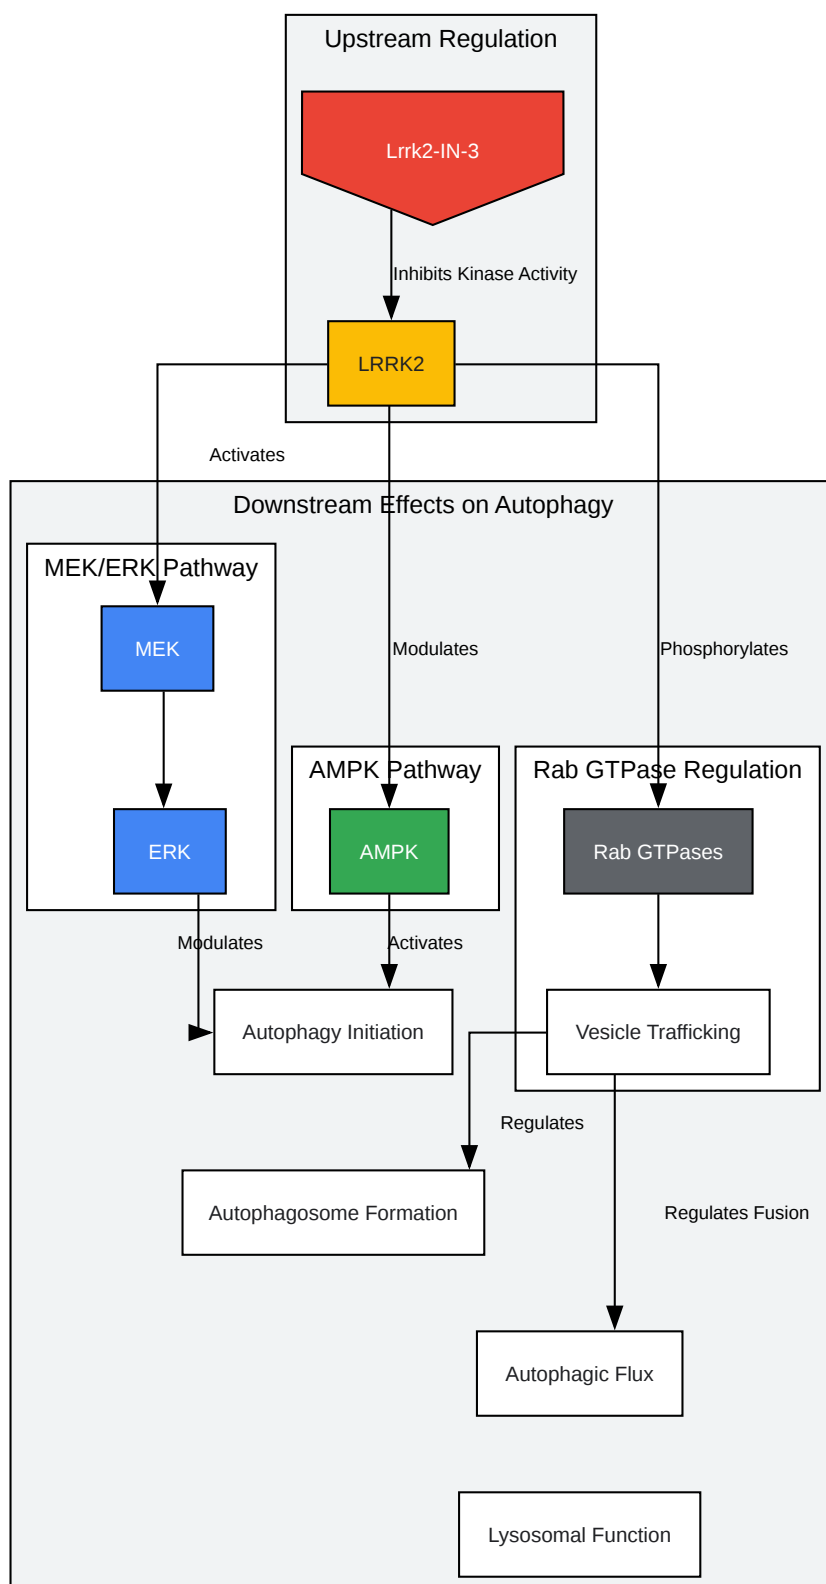 Upstream Regulation
Lrrk2-IN-3
Inhibits Kinase Activity
LRRK2
Activates
Downstream Effects on Autophagy
MEK/ERK Pathway
MEK
Modulates
Phosphorylates
AMPK Pathway
Rab GTPase Regulation
ERK
AMPK
Rab GTPases
Modulates
Activates
Autophagy Initiation
Vesicle Trafficking
Regulates
Autophagosome Formation
Regulates Fusion
Autophagic Flux
Lysosomal Function